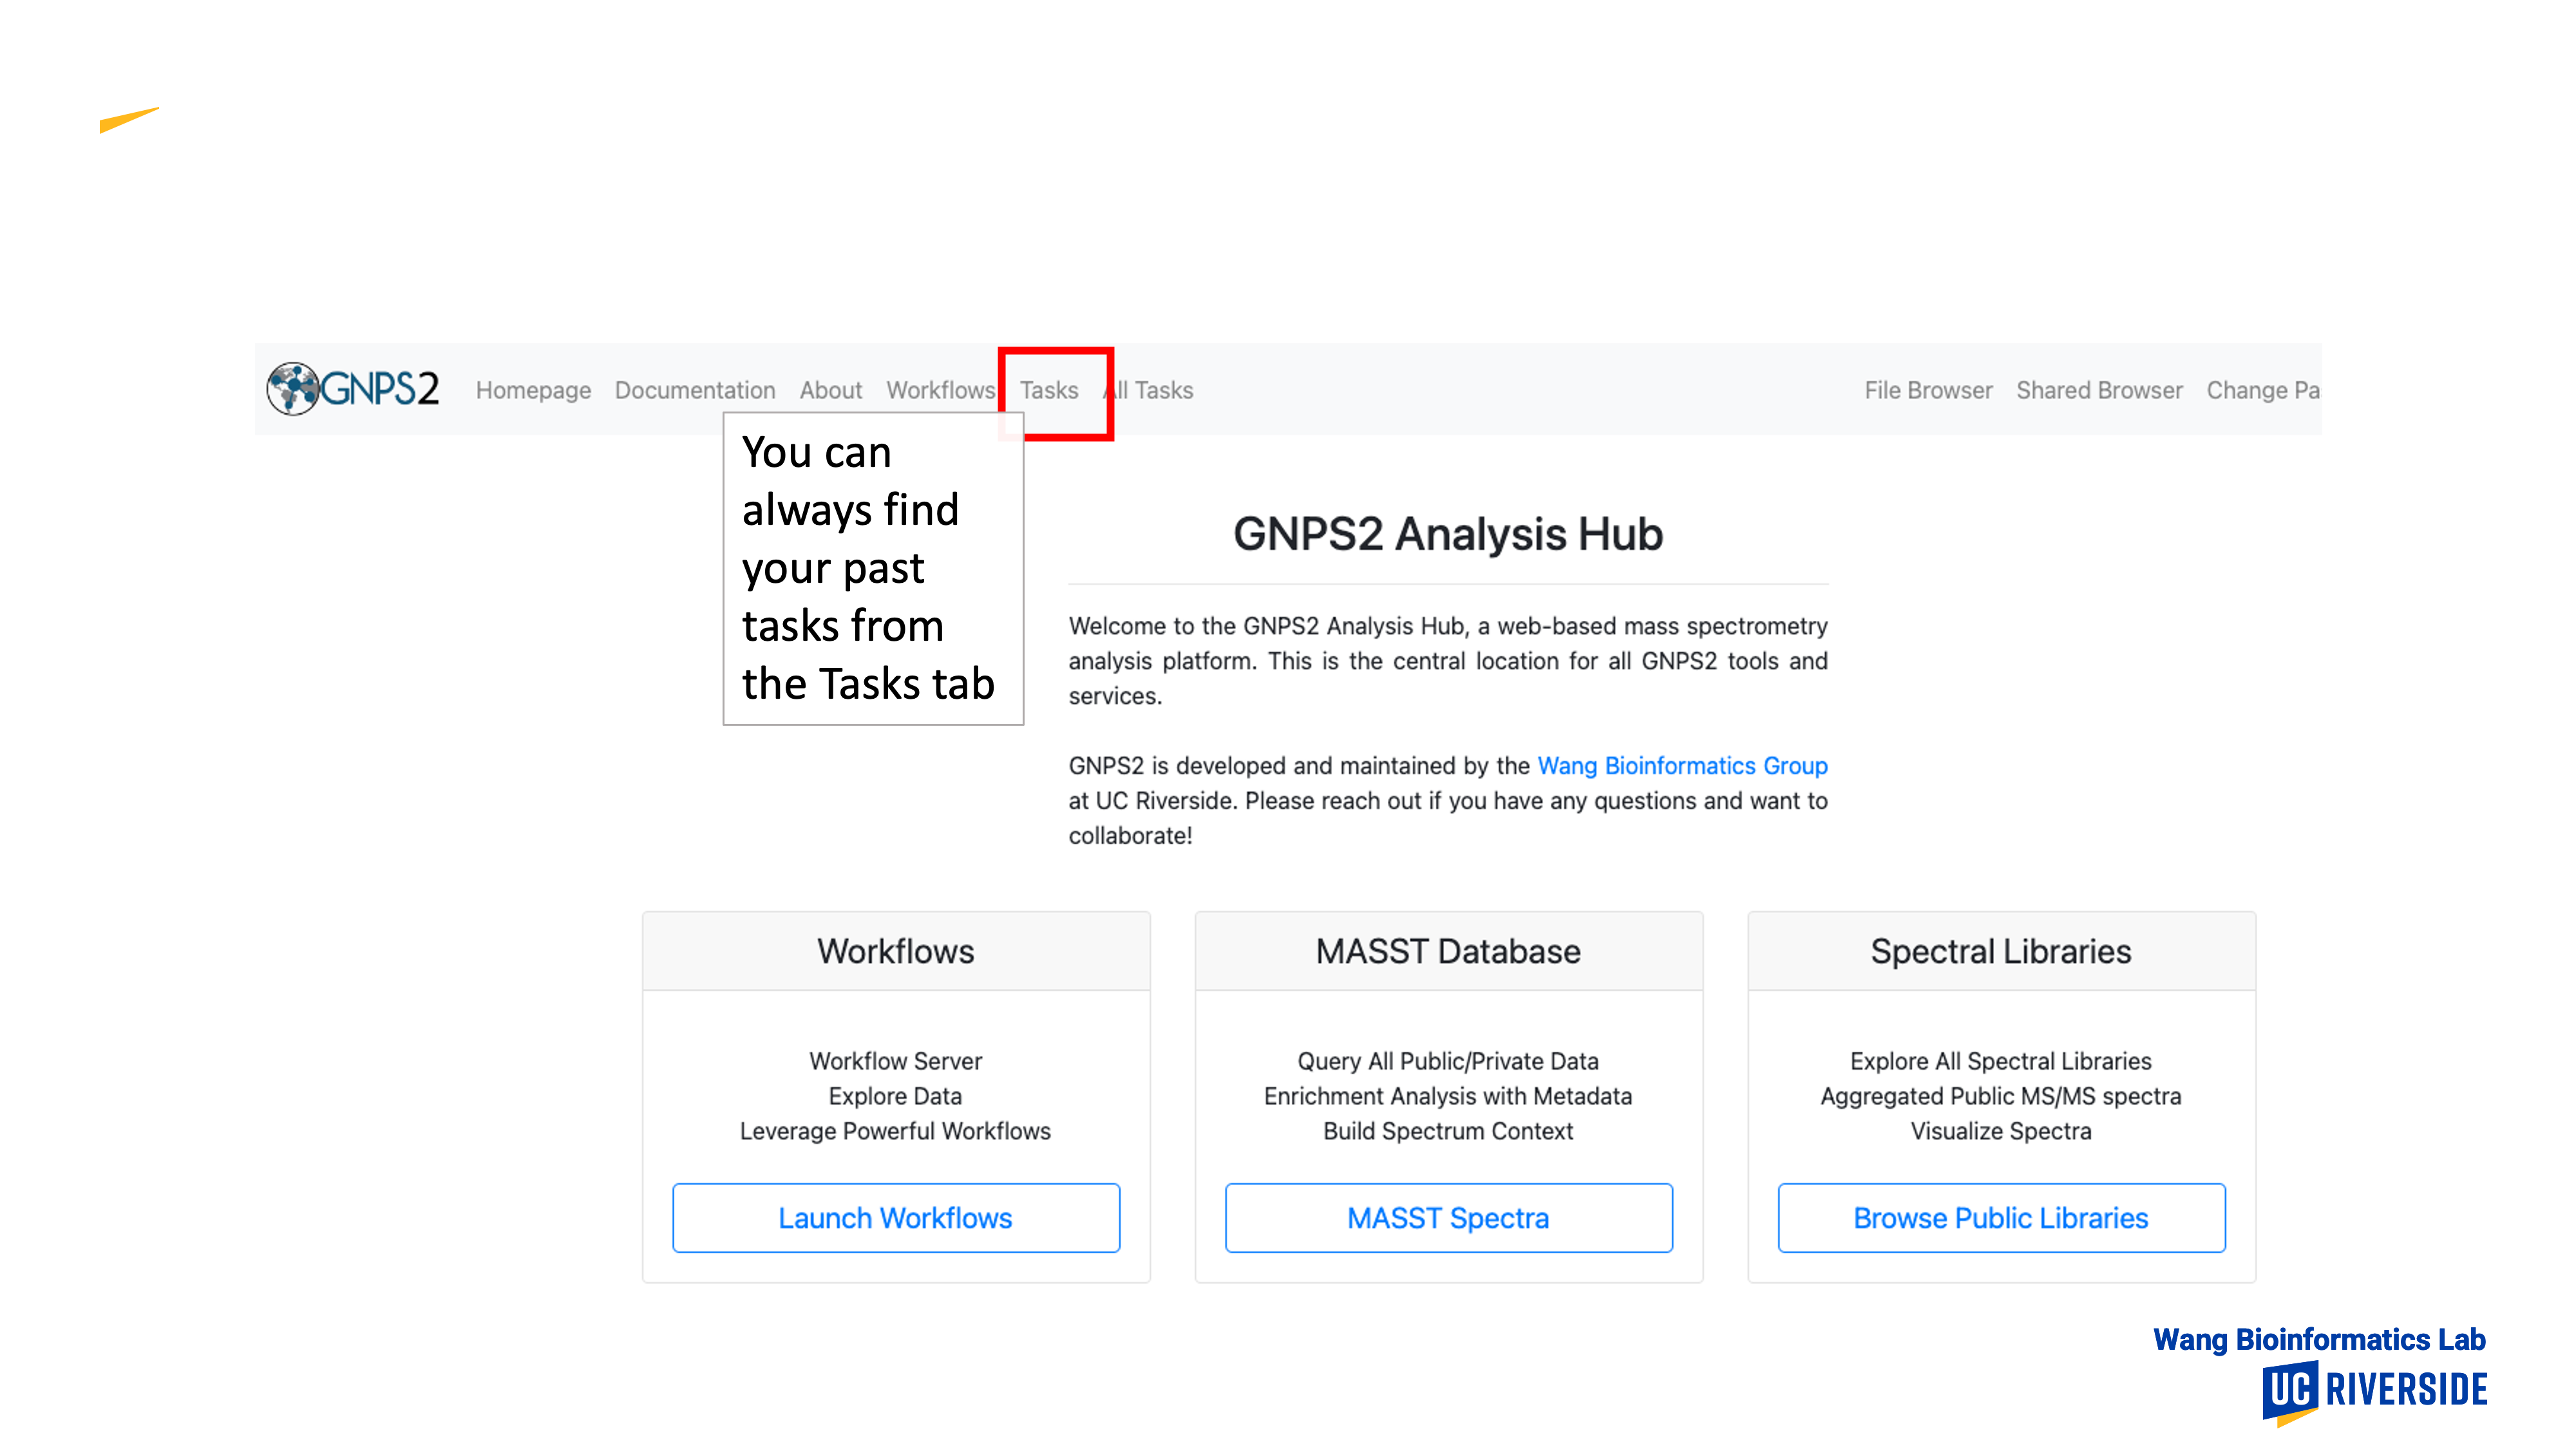 GNPS2 Homepage Documentation About Workflows Tasks All Tasks File Browser Shared Browser Change Pa
You can
always find
your past
tasks from
the Tasks tab
GNPS2 Analysis Hub
Welcome to the GNPS2 Analysis Hub, a web-based mass spectrometry
analysis platform. This is the central location for all GNPS2 tools and
services.
GNPS2 is developed and maintained by the Wang Bioinformatics Group
at UC Riverside. Please reach out if you have any questions and want to
collaborate!
Workflows
Workflow Server
Explore Data
Leverage Powerful Workflows
Launch Workflows
MASST Database
Query All Public/Private Data
Enrichment Analysis with Metadata
Build Spectrum Context
MASST Spectra
Spectral Libraries
Explore All Spectral Libraries
Aggregated Public MS/MS spectra
Visualize Spectra
Browse Public Libraries
Wang Bioinformatics Lab
UC RIVERSIDE